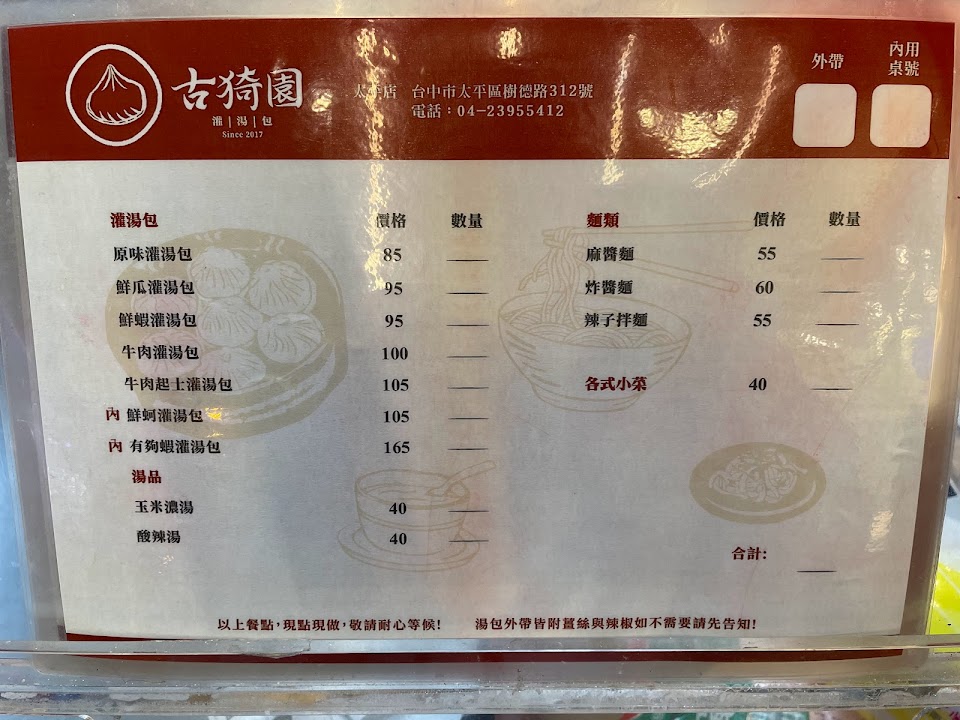 古猗園
灌|湯|包
Since 2017
太平店 台中市太平區樹德路312號
電話：04-23955412
外帶
內用
桌號
灌湯包 價格 數量
原味灌湯包 85
鮮瓜灌湯包 95
鮮蝦灌湯包 95
牛肉灌湯包 100
牛肉起士灌湯包 105
內 鮮蚵灌湯包 105
內 有夠蝦灌湯包 165
湯品
玉米濃湯 40
酸辣湯 40
麵類 價格 數量
麻醬麵 55
炸醬麵 60
辣子拌麵 55
各式小菜 40
合計:
以上餐點，現點現做，敬請耐心等候! 湯包外帶皆附薑絲與辣椒如不需要請先告知!